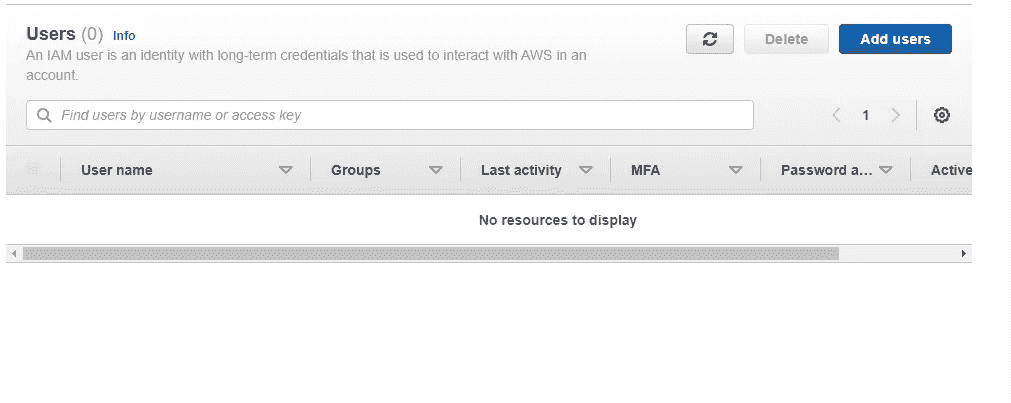 Users (0) Info
An IAM user is an identity with long-term credentials that is used to interact with AWS in an
account.
Delete
Add users
Find users by username or access key
1
User name Groups Last activity MFA Password a... Active
No resources to display